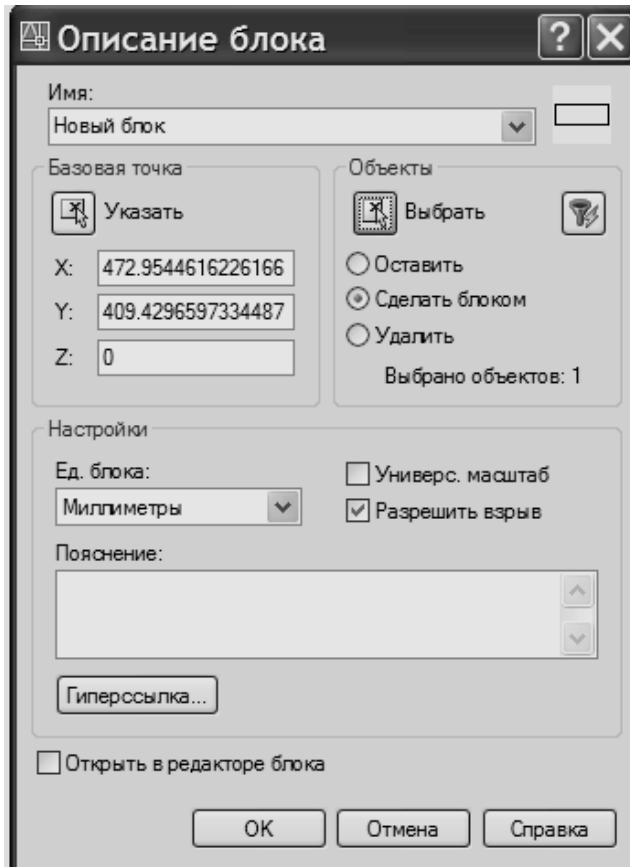 Описание блока
Имя:
Новый блок
Базовая точка
Указать
X: 472.9544616226166
Y: 409.4296597334487
Z: 0
Объекты
Выбрать
Оставить
Сделать блоком
Удалить
Выбрано объектов: 1
Настройки
Ед. блока:
Миллиметры
Универс. масштаб
Разрешить взрыв
Пояснение:
Гиперссылка...
Открыть в редакторе блока
OK Отмена Справка